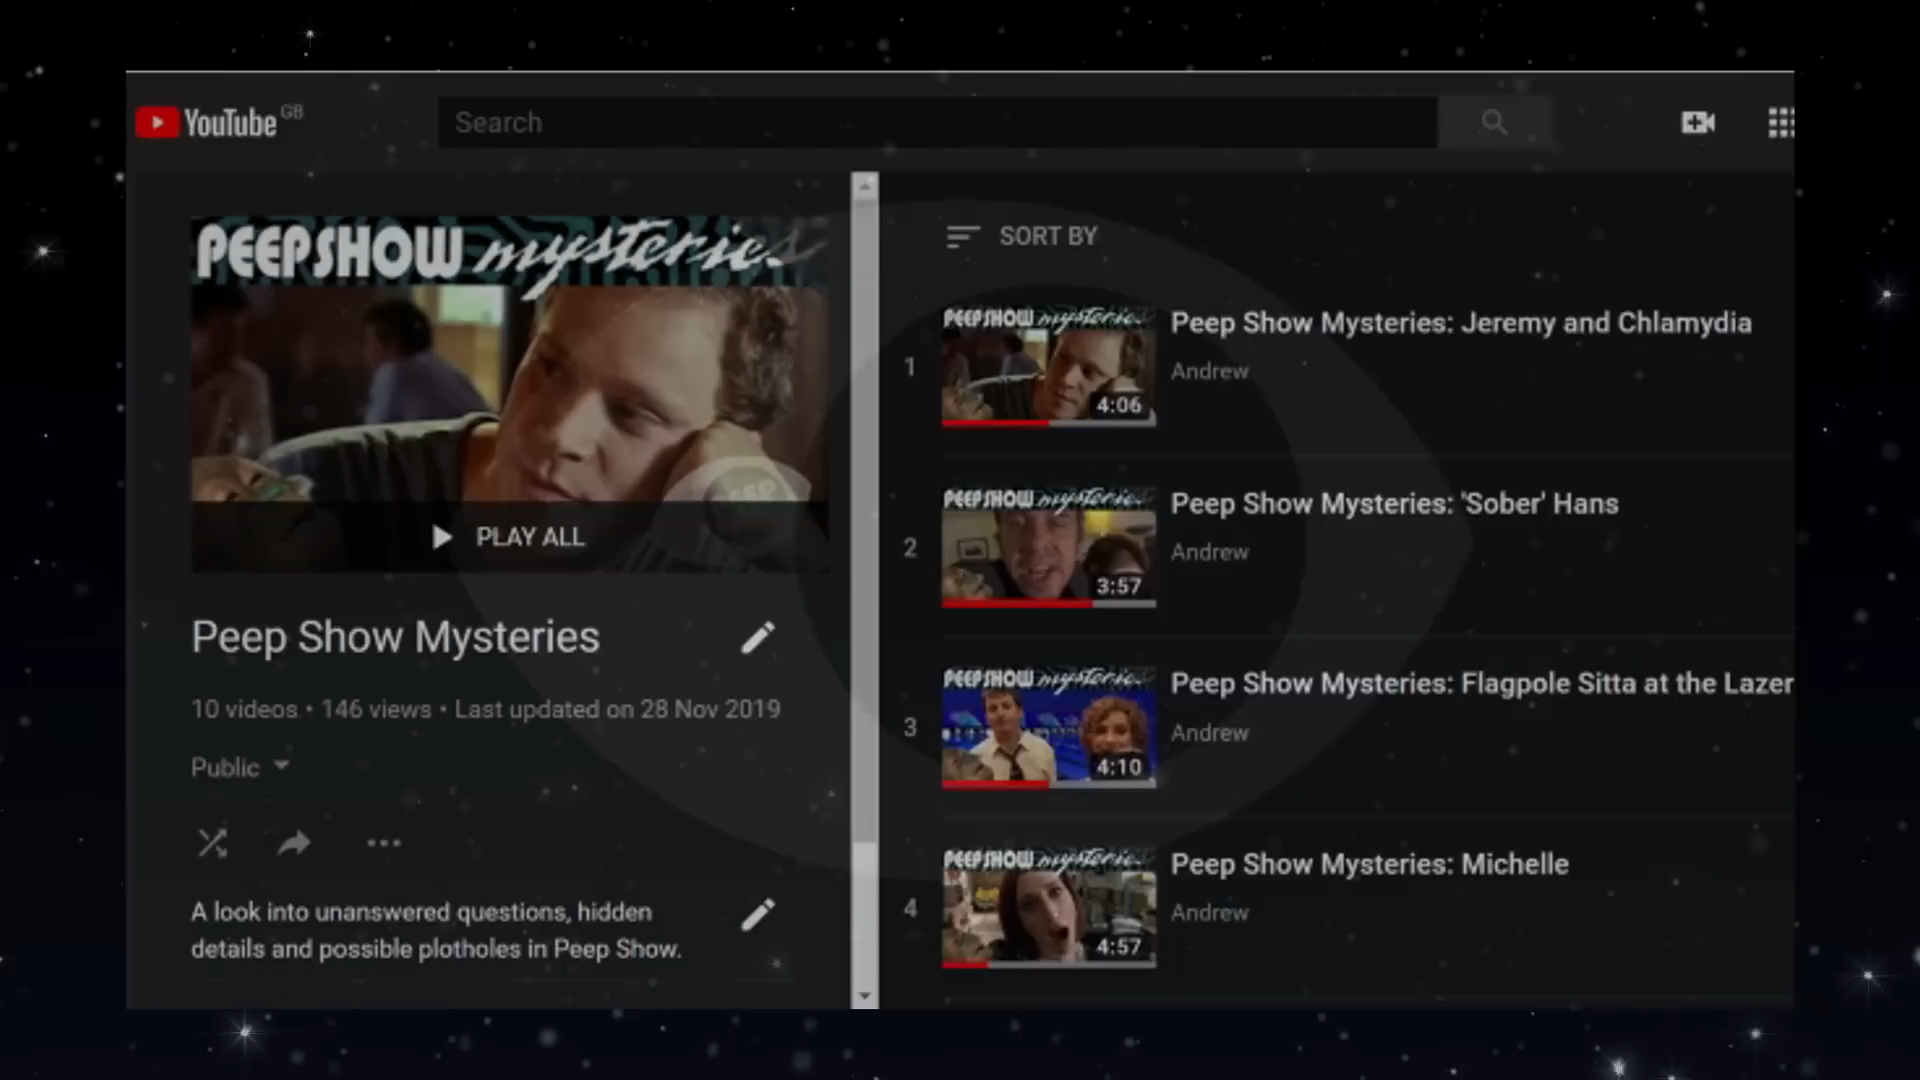 YouTube GB
Search
PEEPSHOW mysteries
PLAY ALL
Peep Show Mysteries
10 videos • 146 views • Last updated on 28 Nov 2019
Public
A look into unanswered questions, hidden
details and possible plotholes in Peep Show.
SORT BY
1
PEEPSHOW mysteries
4:06
Peep Show Mysteries: Jeremy and Chlamydia
Andrew
2
PEEPSHOW mysteries
3:57
Peep Show Mysteries: 'Sober' Hans
Andrew
3
PEEPSHOW mysteries
4:10
Peep Show Mysteries: Flagpole Sitta at the Lazer
Andrew
4
PEEPSHOW mysteries
4:57
Peep Show Mysteries: Michelle
Andrew